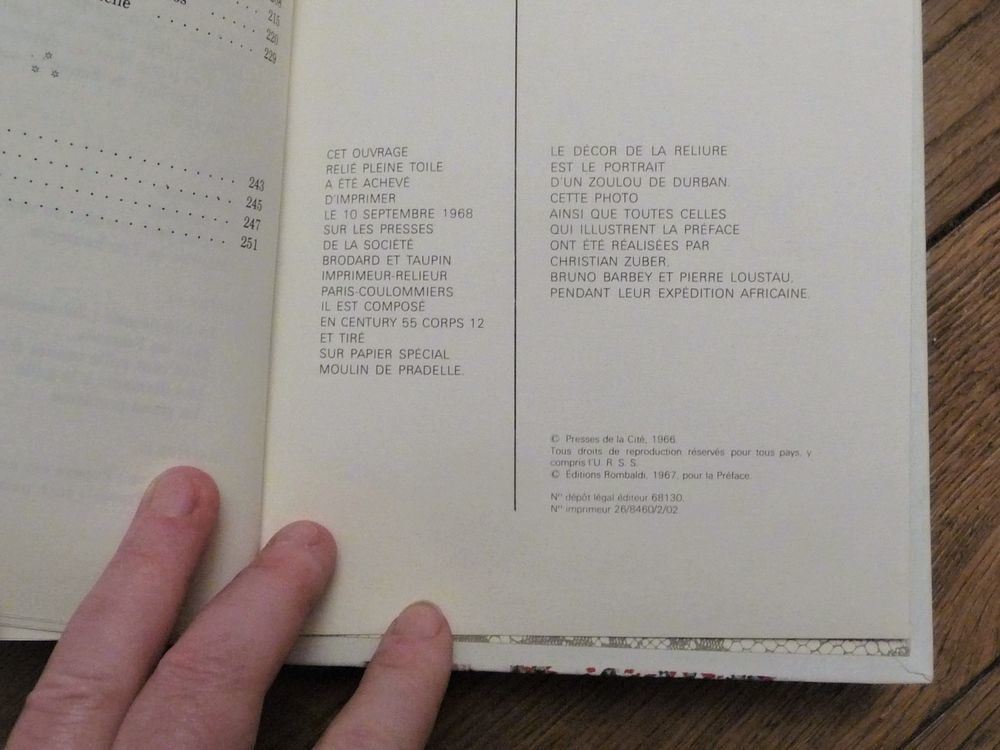 215
220
229
243
245
247
251
CET OUVRAGE
RELIÉ PLEINE TOILE
A ÉTÉ ACHEVÉ
D'IMPRIMER
LE 10 SEPTEMBRE 1968
SUR LES PRESSES
DE LA SOCIÉTÉ
BRODARD ET TAUPIN
IMPRIMEUR-RELIEUR
PARIS-COULOMMIERS
IL EST COMPOSÉ
EN CENTURY 55 CORPS 12
ET TIRÉ
SUR PAPIER SPÉCIAL
MOULIN DE PRADELLE.
LE DÉCOR DE LA RELIURE
EST LE PORTRAIT
D'UN ZOULOU DE DURBAN.
CETTE PHOTO
AINSI QUE TOUTES CELLES
QUI ILLUSTRENT LA PRÉFACE
ONT ÉTÉ RÉALISÉES PAR
CHRISTIAN ZUBER,
BRUNO BARBEY ET PIERRE LOUSTAU,
PENDANT LEUR EXPÉDITION AFRICAINE.
© Presses de la Cité, 1966.
Tous droits de reproduction réservés pour tous pays, y
compris l'U. R. S. S.
© Éditions Rombaldi, 1967, pour la Préface.
N° dépôt légal éditeur 68130.
N° imprimeur 26/8460/2/02